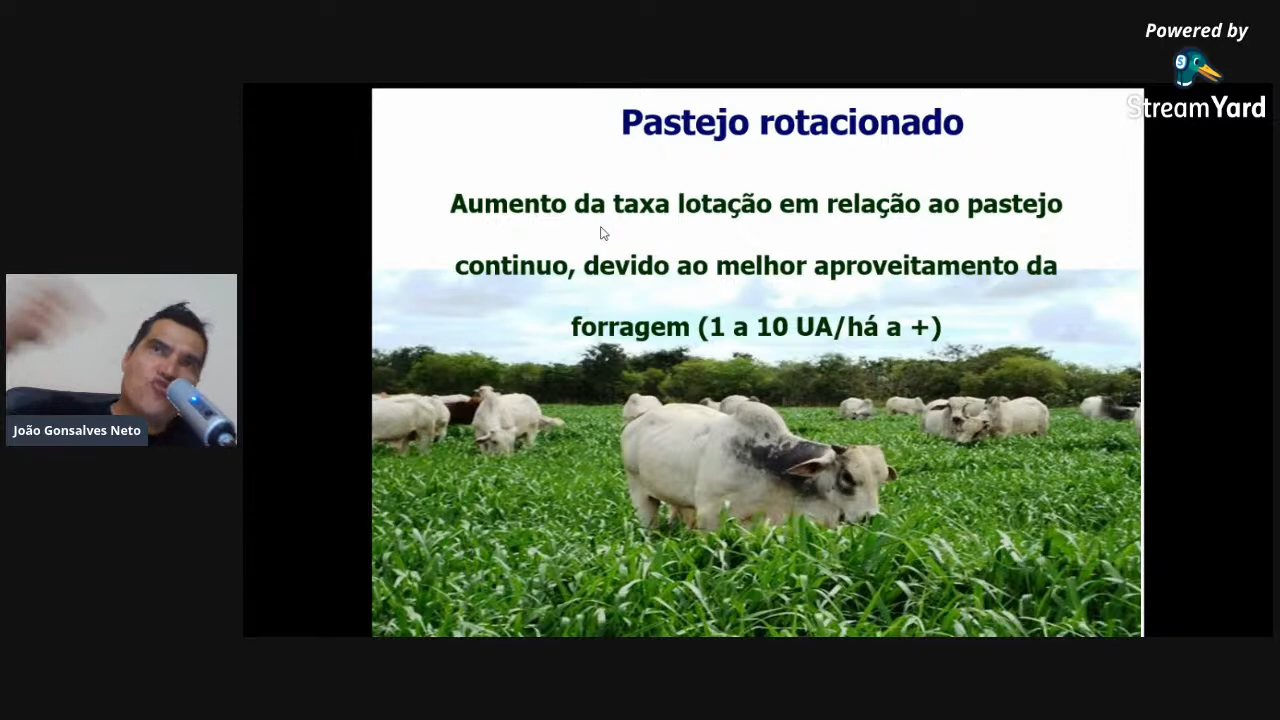 Powered by
StreamYard
Pastejo rotacionado
Aumento da taxa lotação em relação ao pastejo
continuo, devido ao melhor aproveitamento da
forragem (1 a 10 UA/há a +)
João Gonsalves Neto